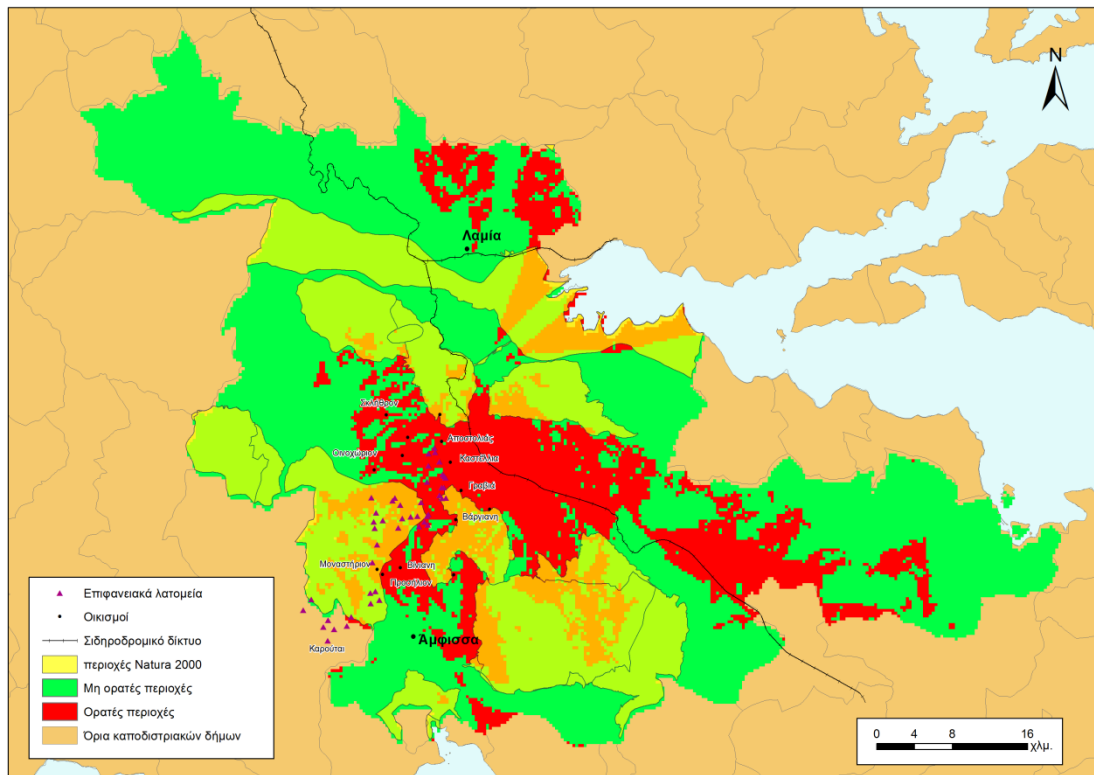 N
Λαμία
Σκλήθρον
Αποστολιάς
Οινοχώριον
Καστέλλια
Γραβιά
Βάργιανη
Μοναστήριον
Βίνιανη
Προσήλιον
Άμφισσα
Καρούται
Επιφανειακά λατομεία
Οικισμοί
Σιδηροδρομικό δίκτυο
περιοχές Natura 2000
Μη ορατές περιοχές
Ορατές περιοχές
Όρια καποδιστριακών δήμων
0 4 8 16
χλμ.